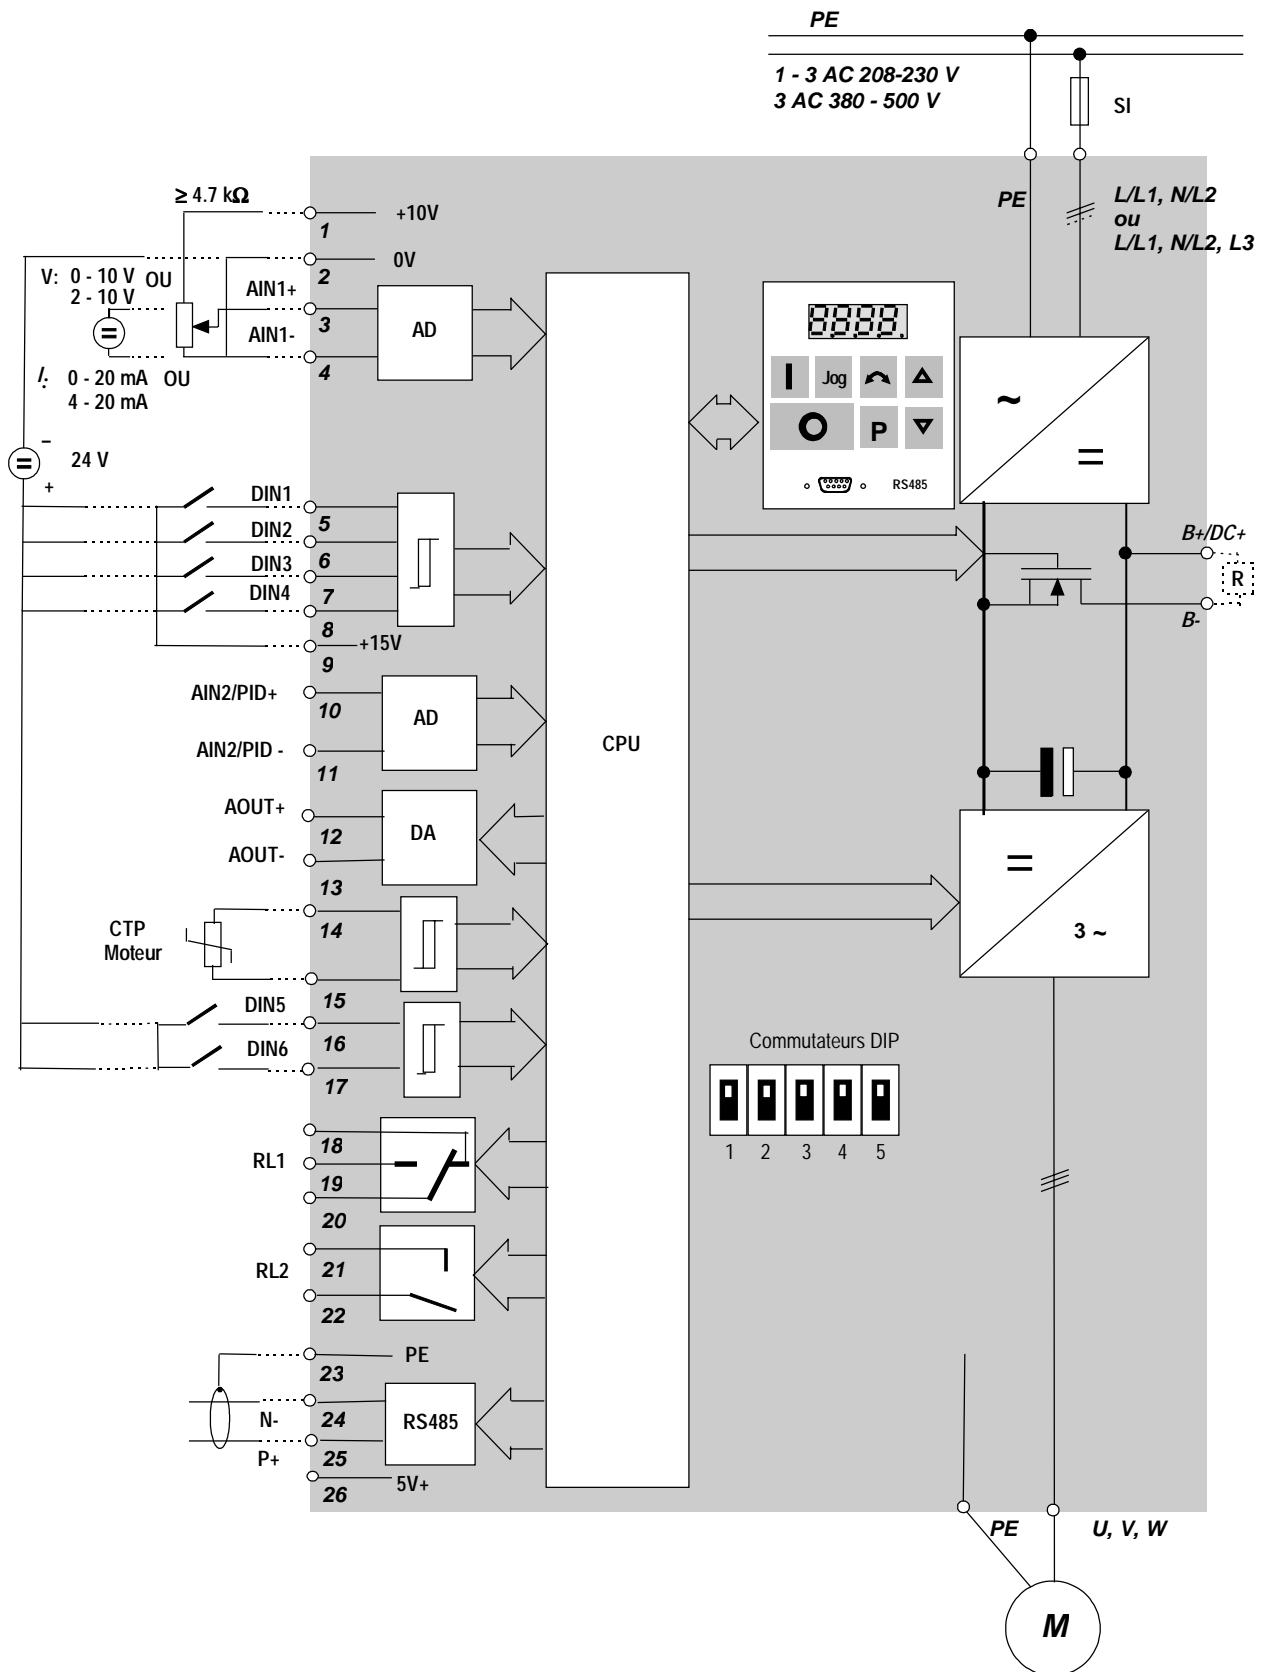 PE
1 - 3 AC 208-230 V
3 AC 380 - 500 V
SI
≥ 4.7 kΩ
PE
L/L1, N/L2
ou
L/L1, N/L2, L3
1
+10V
2
0V
V: 0 - 10 V OU
2 - 10 V
AIN1+
3
AIN1-
4
AD
I: 0 - 20 mA OU
4 - 20 mA
8888.
Jog
P
RS485
~
=
–
24 V
+
DIN1
5
DIN2
6
DIN3
7
DIN4
8
+15V
9
B+/DC+
R
B-
AIN2/PID+
10
AIN2/PID -
11
AD
CPU
AOUT+
12
AOUT-
13
DA
=
3 ~
CTP
Moteur
14
15
DIN5
16
DIN6
17
Commutateurs DIP
1 2 3 4 5
RL1
18
19
20
RL2
21
22
PE
23
N-
24
P+
25
RS485
5V+
26
PE
U, V, W
M